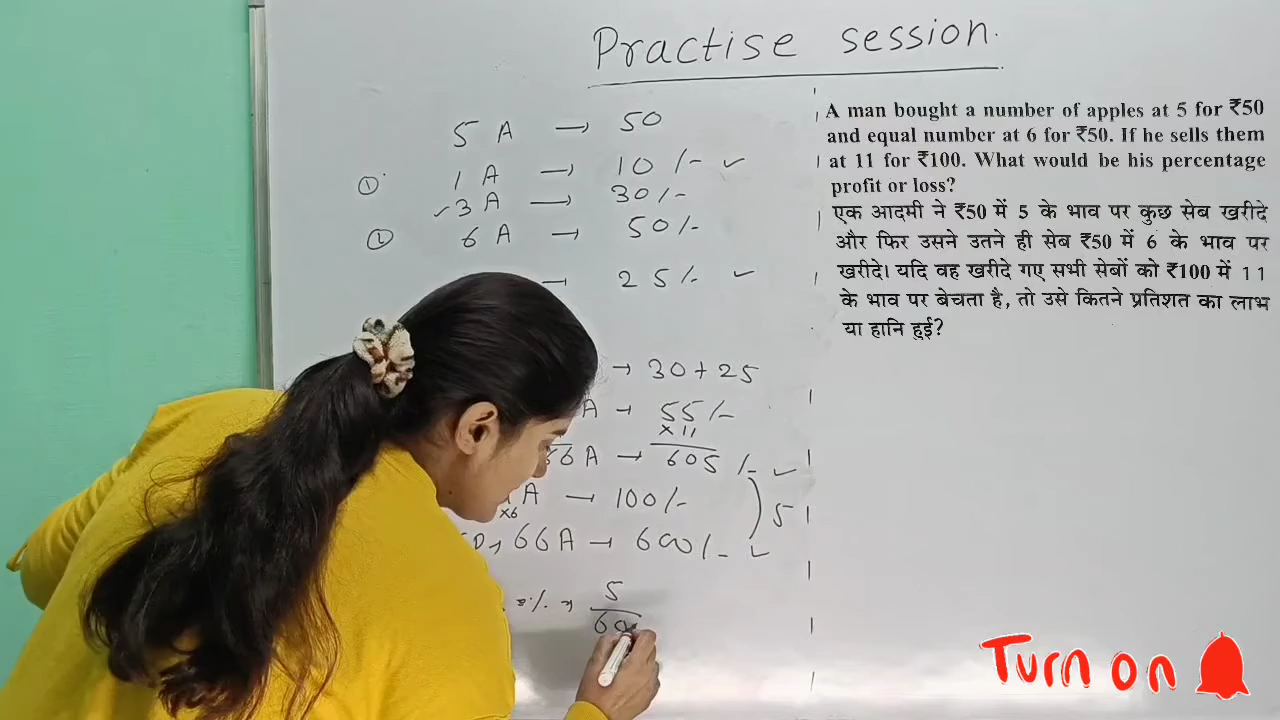 Practise session.
5 A → 50
① 1 A → 10 /- ✓
✓ 3 A → 30/-
② 6 A → 50/-
→ 25/- ✓
→ 30 + 25
A → 55/-
× 11
66A → 605 /- ✓
A → 100/-
×6
5
66A → 600/- ✓
%
5
A man bought a number of apples at 5 for ₹50
and equal number at 6 for ₹50. If he sells them
at 11 for ₹100. What would be his percentage
profit or loss?
एक आदमी ने ₹50 में 5 के भाव पर कुछ सेब खरीदे
और फिर उसने उतने ही सेब ₹50 में 6 के भाव पर
खरीदे। यदि वह खरीदे गए सभी सेबों को ₹100 में 11
के भाव पर बेचता है, तो उसे कितने प्रतिशत का लाभ
या हानि हुई?
Turn on